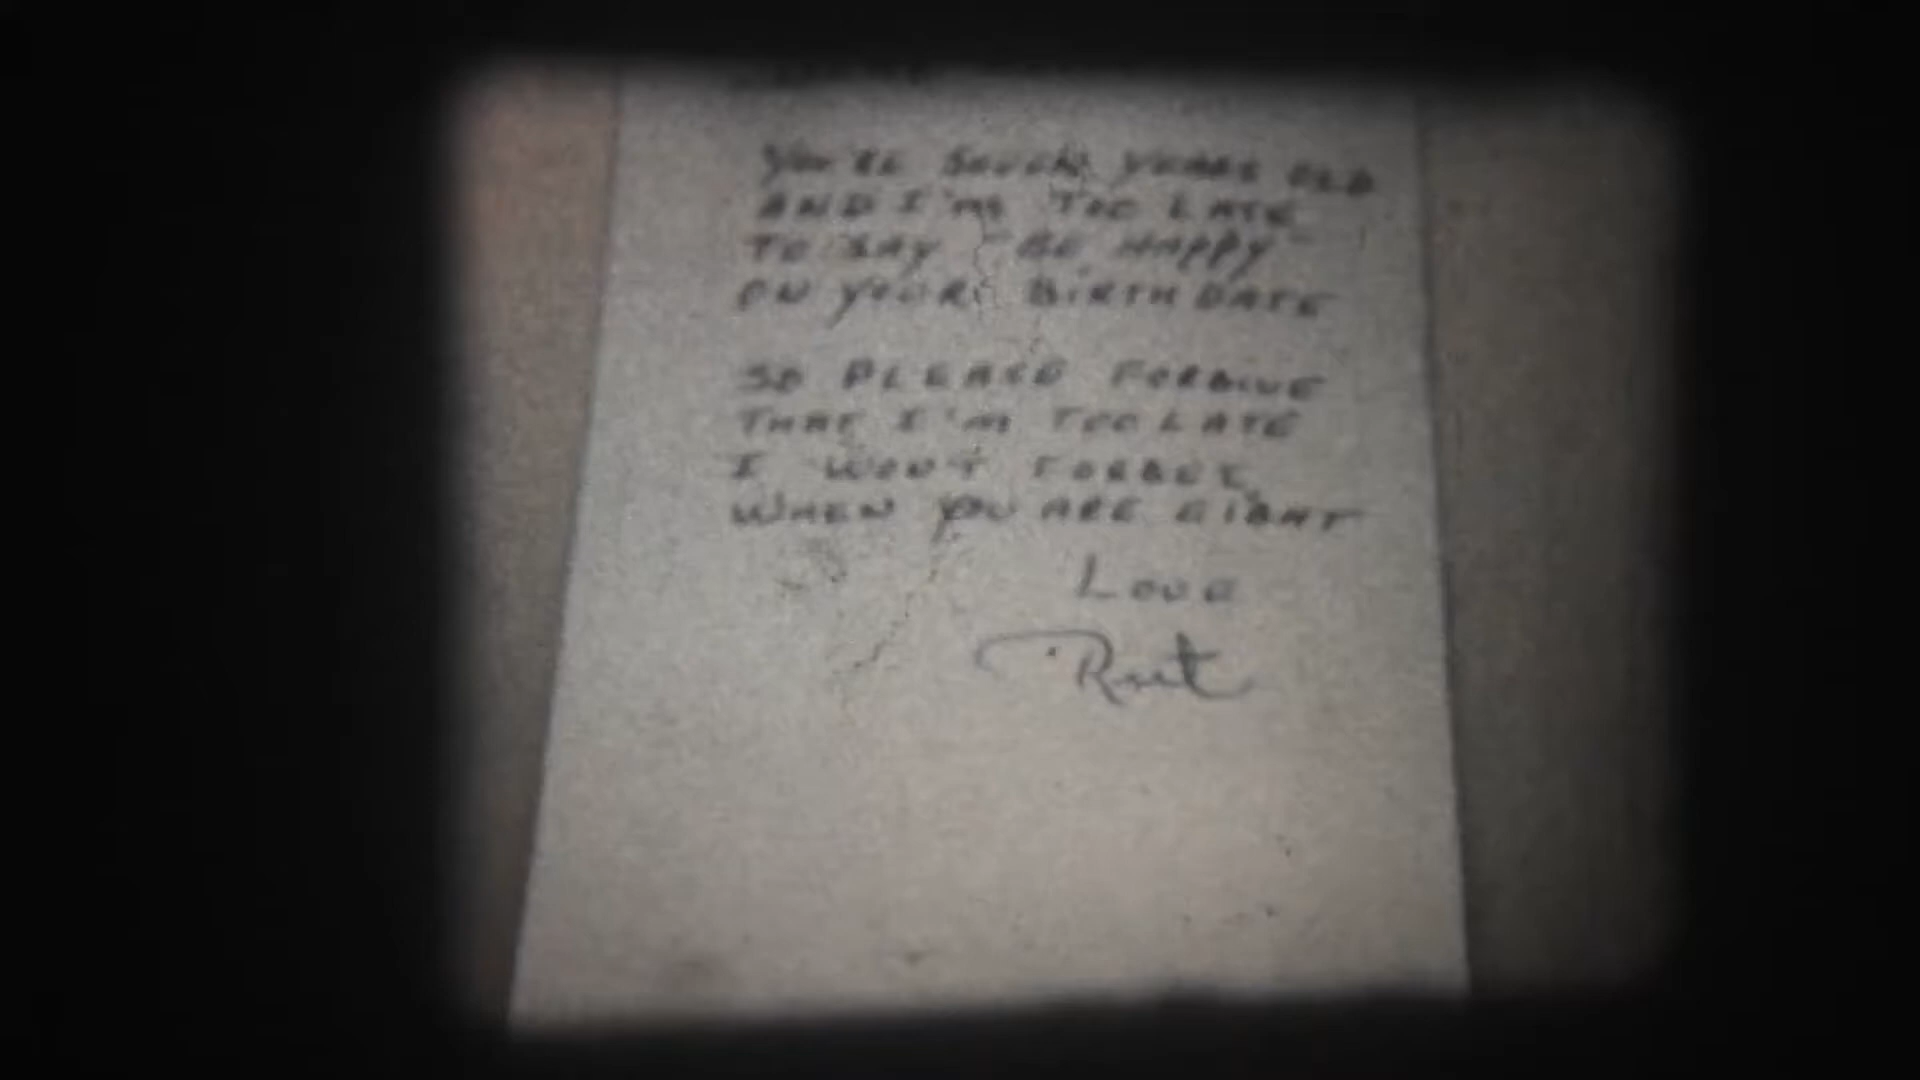 YOU'RE SEVEN YEARS OLD
AND I'm TOO LATE
TO SAY "BE HAPPY"
ON YOUR BIRTHDATE
SO PLEASE FORGIVE
THAT I'm TOO LATE
I WON'T FORGET
WHEN YOU ARE EIGHT
Love